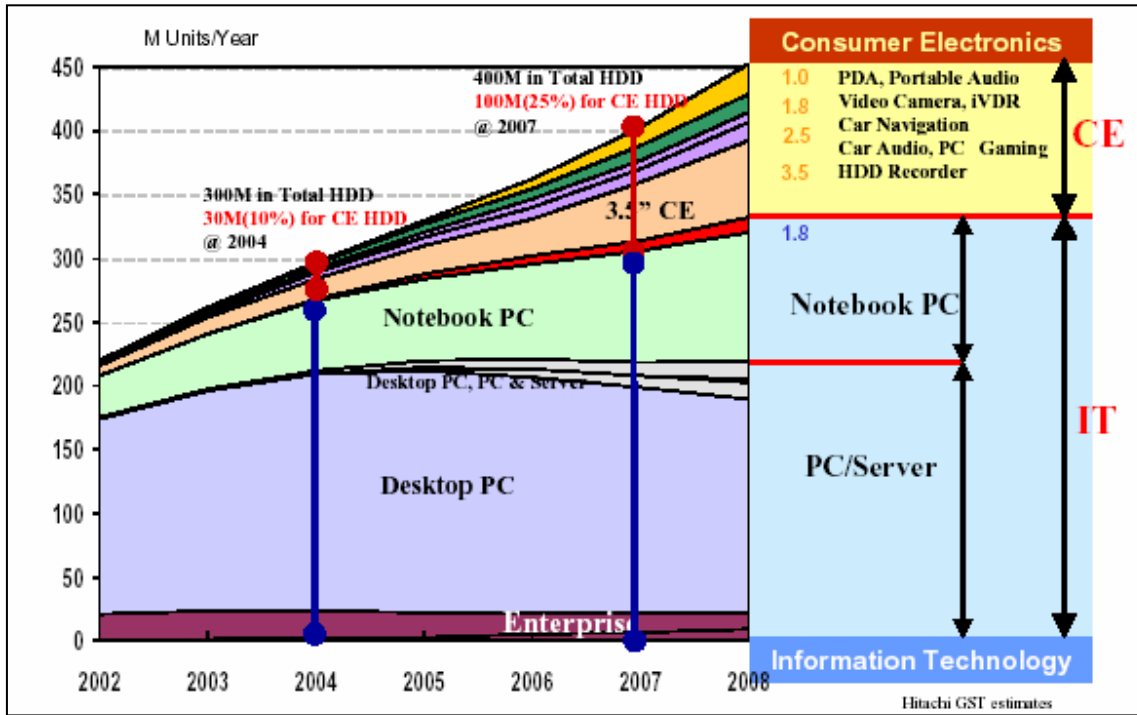 M Units/Year
450
400
350
300
250
200
150
100
50
0
2002 2003 2004 2005 2006 2007 2008
400M in Total HDD
100M(25%) for CE HDD
@ 2007
300M in Total HDD
30M(10%) for CE HDD
@ 2004
3.5" CE
Notebook PC
Desktop PC, PC & Server
Desktop PC
Enterprise
Consumer Electronics
1.0 PDA, Portable Audio
1.8 Video Camera, iVDR
2.5 Car Navigation
Car Audio, PC Gaming
3.5 HDD Recorder
CE
1.8
Notebook PC
IT
PC/Server
Information Technology
Hitachi GST estimates